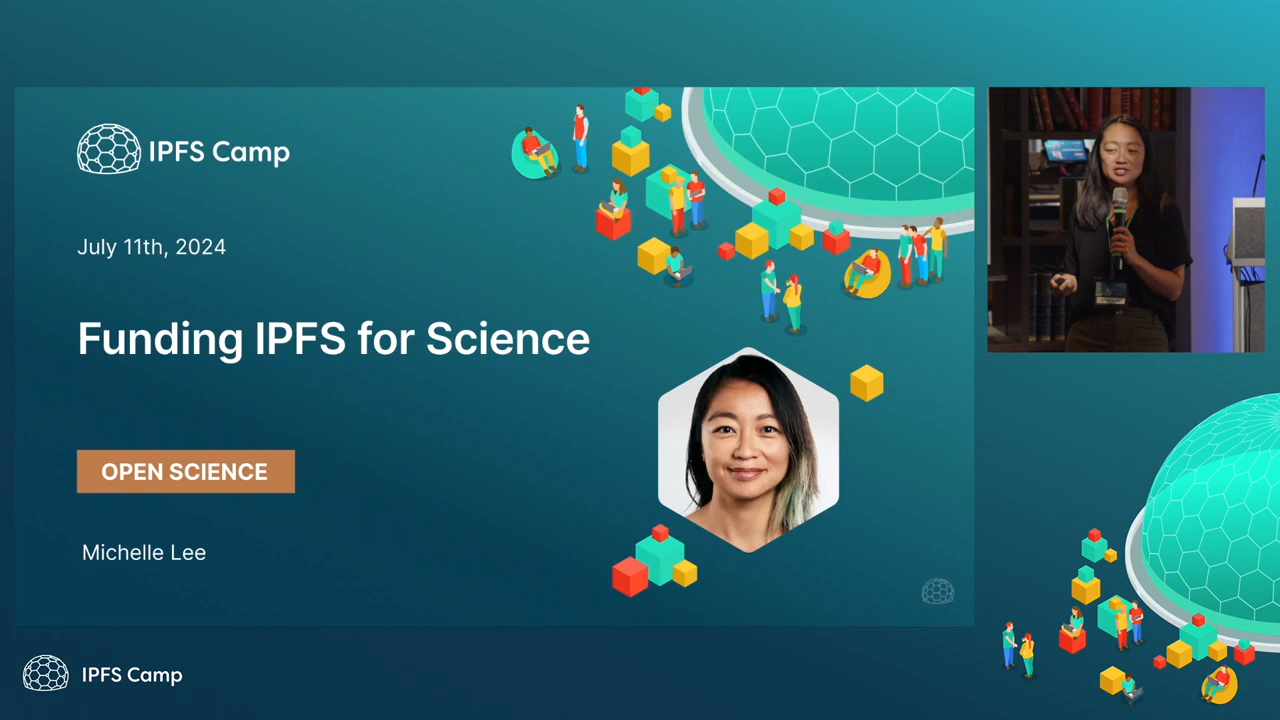 IPFS Camp
July 11th, 2024
Funding IPFS for Science
OPEN SCIENCE
Michelle Lee
IPFS Camp